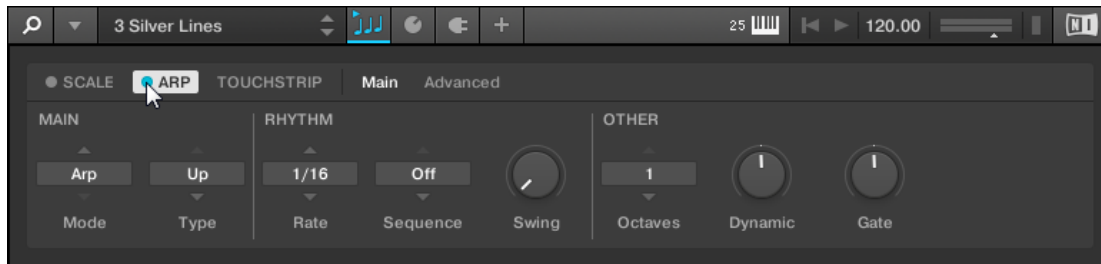 3 Silver Lines 25 120.00 NI
SCALE ARP TOUCHSTRIP Main Advanced
MAIN RHYTHM OTHER
Arp Up 1/16 Off 1
Mode Type Rate Sequence Swing Octaves Dynamic Gate